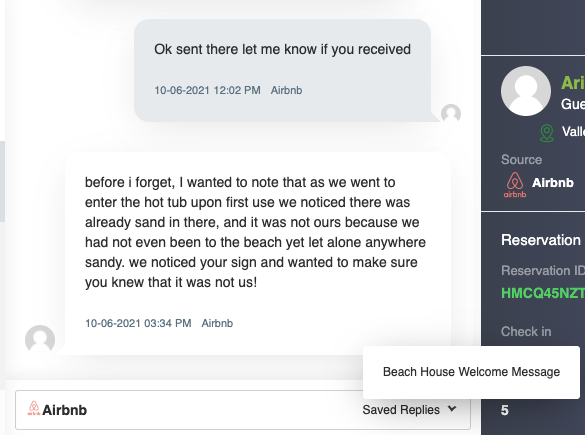 Ok sent there let me know if you received
10-06-2021 12:02 PM Airbnb
before i forget, I wanted to note that as we went to
enter the hot tub upon first use we noticed there was
already sand in there, and it was not ours because we
had not even been to the beach yet let alone anywhere
sandy. we noticed your sign and wanted to make sure
you knew that it was not us!
10-06-2021 03:34 PM Airbnb
Airbnb
Saved Replies
Beach House Welcome Message
Ari
Gue
Valle
Source
airbnb Airbnb
Reservation
Reservation ID
HMCQ45NZT
Check in
5